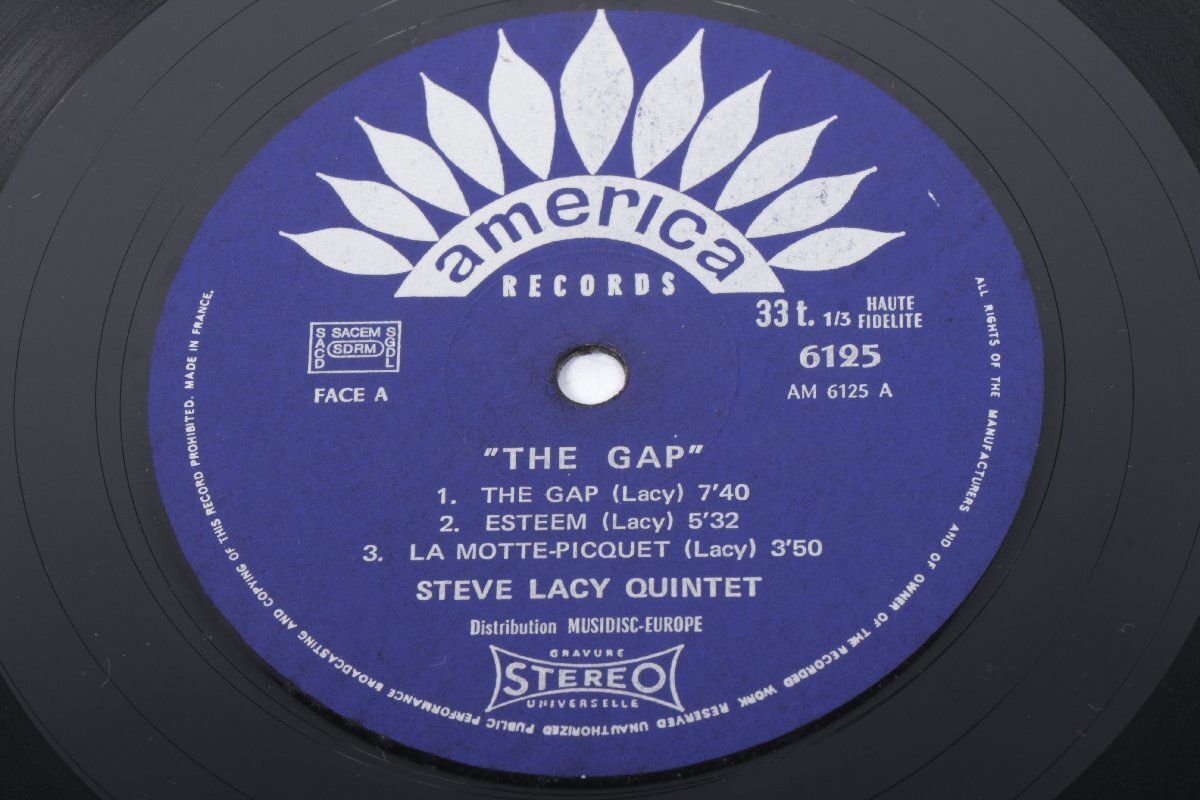 america
RECORDS
33 t. 1/3 HAUTE FIDELITE
6125
AM 6125 A
SACEM
SACD
SDRM
SGDL
FACE A
"THE GAP"
1. THE GAP (Lacy) 7'40
2. ESTEEM (Lacy) 5'32
3. LA MOTTE-PICQUET (Lacy) 3'50
STEVE LACY QUINTET
Distribution MUSIDISC-EUROPE
GRAVURE
STEREO
UNIVERSELLE
ALL RIGHTS OF THE MANUFACTURERS AND OF OWNER OF THE RECORDED WORK RESERVED UNAUTHORIZED PUBLIC PERFORMANCE BROADCASTING AND COPYING OF THIS RECORD PROHIBITED. MADE IN FRANCE.